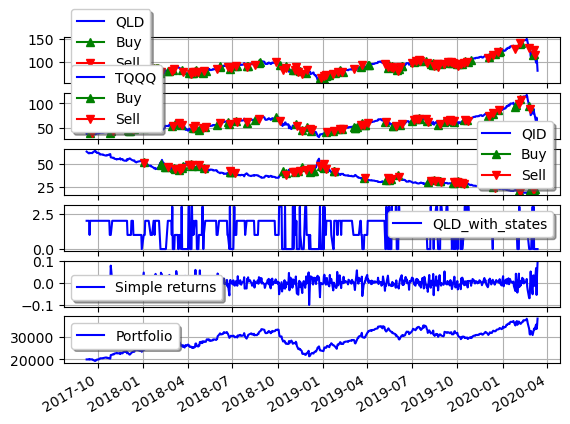 QLD
Buy
Sell
150
100
TQQQ
Buy
Sell
100
50
QID
Buy
Sell
50
25
QLD_with_states
2.5
0.0
Simple returns
0.1
0.0
−0.1
Portfolio
30000
20000
2017-10
2018-01
2018-04
2018-07
2018-10
2019-01
2019-04
2019-07
2019-10
2020-01
2020-04